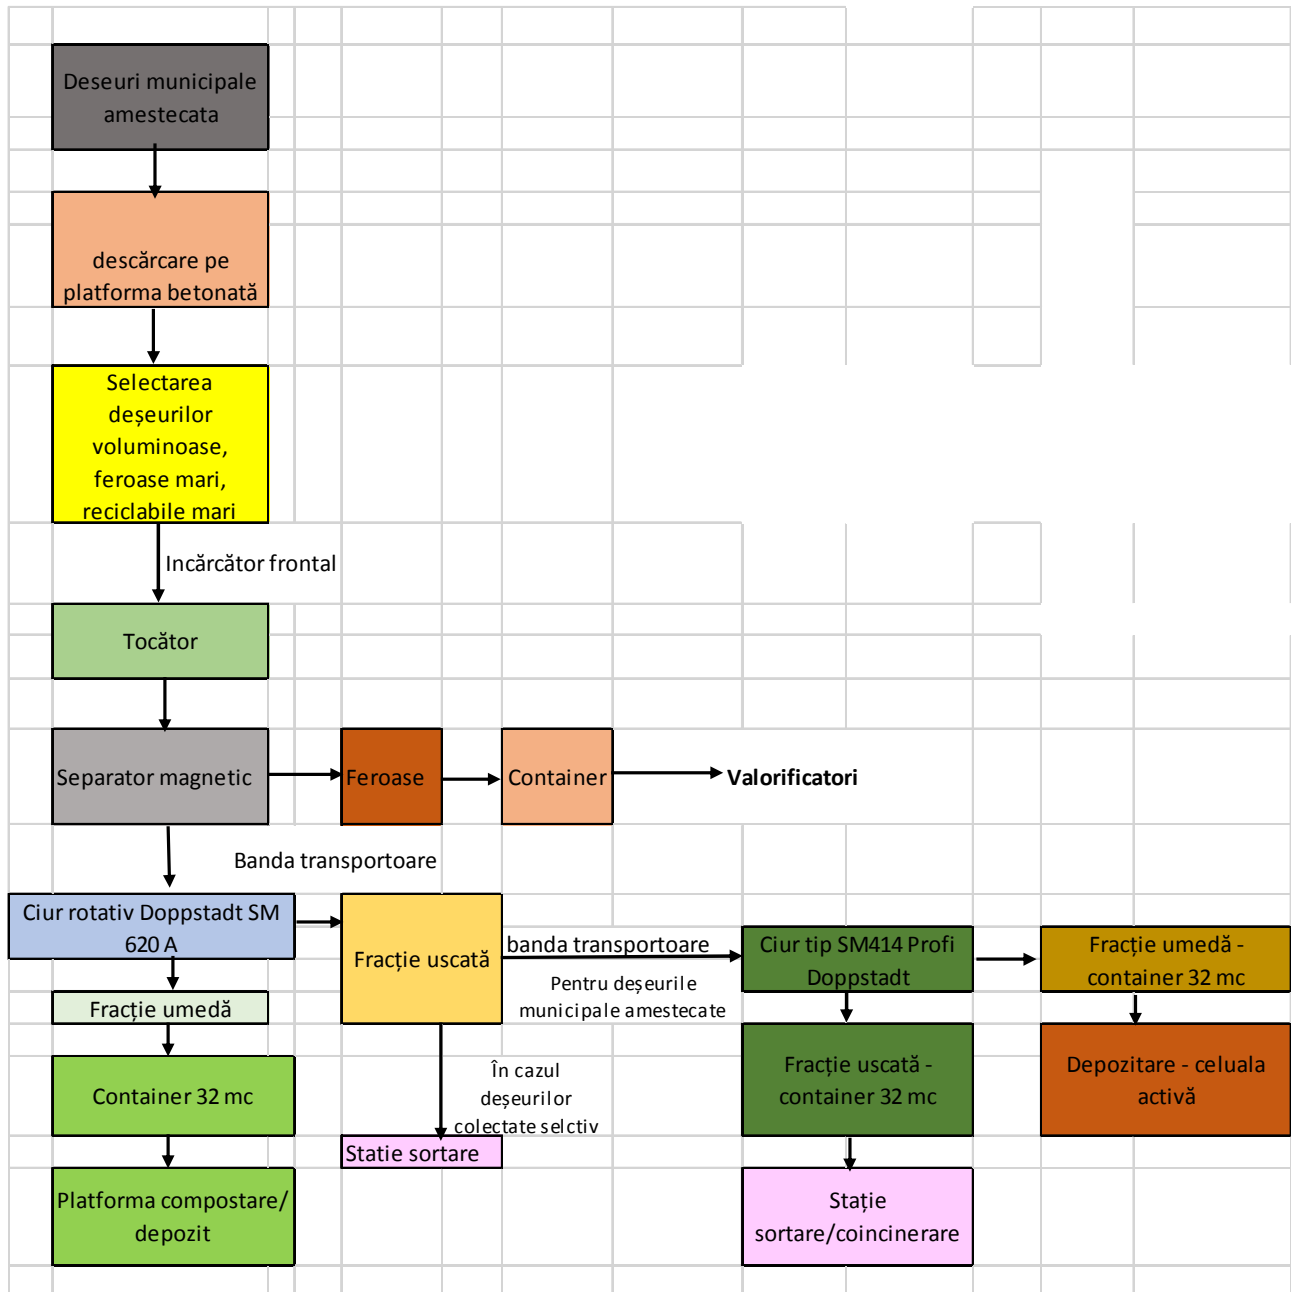 Deseuri municipale
amestecata
descărcare pe
platforma betonată
Selectarea
deșeurilor
voluminoase,
feroase mari,
reciclabile mari
Incărcător frontal
Tocător
Separator magnetic
Feroase
Container
Valorificatori
Banda transportoare
Ciur rotativ Doppstadt SM
620 A
Fracție uscată
banda transportoare
Pentru deșeurile
municipale amestecate
Ciur tip SM414 Profi
Doppstadt
Fracție umedă -
container 32 mc
Fracție umedă
Container 32 mc
Platforma compostare/
depozit
În cazul
deșeurilor
colectate selctiv
Statie sortare
Fracție uscată -
container 32 mc
Depozitare - celuala
activă
Stație
sortare/coincinerare